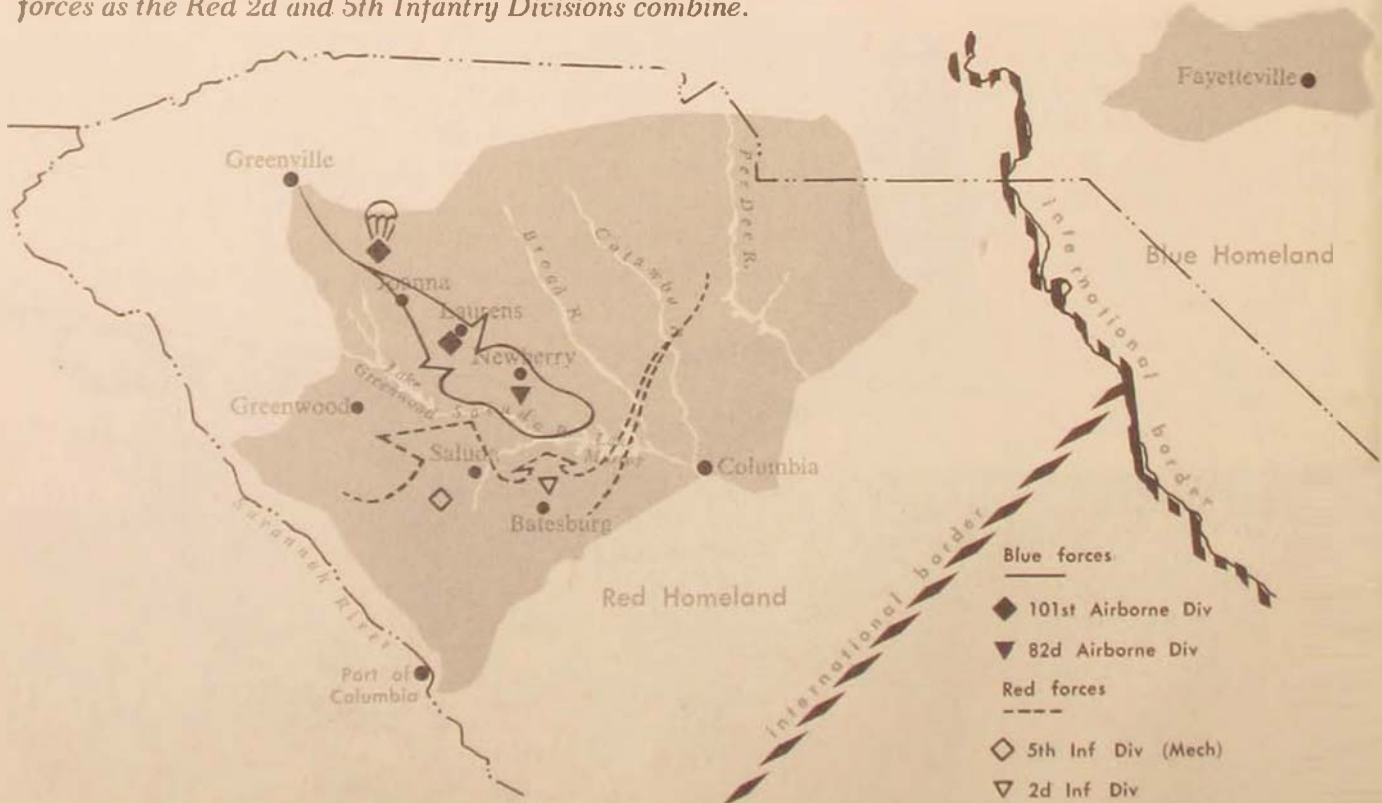 forces as the Red 2d and 5th Infantry Divisions combine.
Fayetteville
Greenville
Pee Dee R.
international border
Blue Homeland
Broad R.
Catawba R.
Joanna
Laurens
Newberry
Lake
Greenwood
Greenwood
Saluda R.
Saluda
Lake
Murray
Columbia
Batesburg
Savannah River
Red Homeland
international border
Port of
Columbia
Blue forces
101st Airborne Div
82d Airborne Div
Red forces
5th Inf Div (Mech)
2d Inf Div